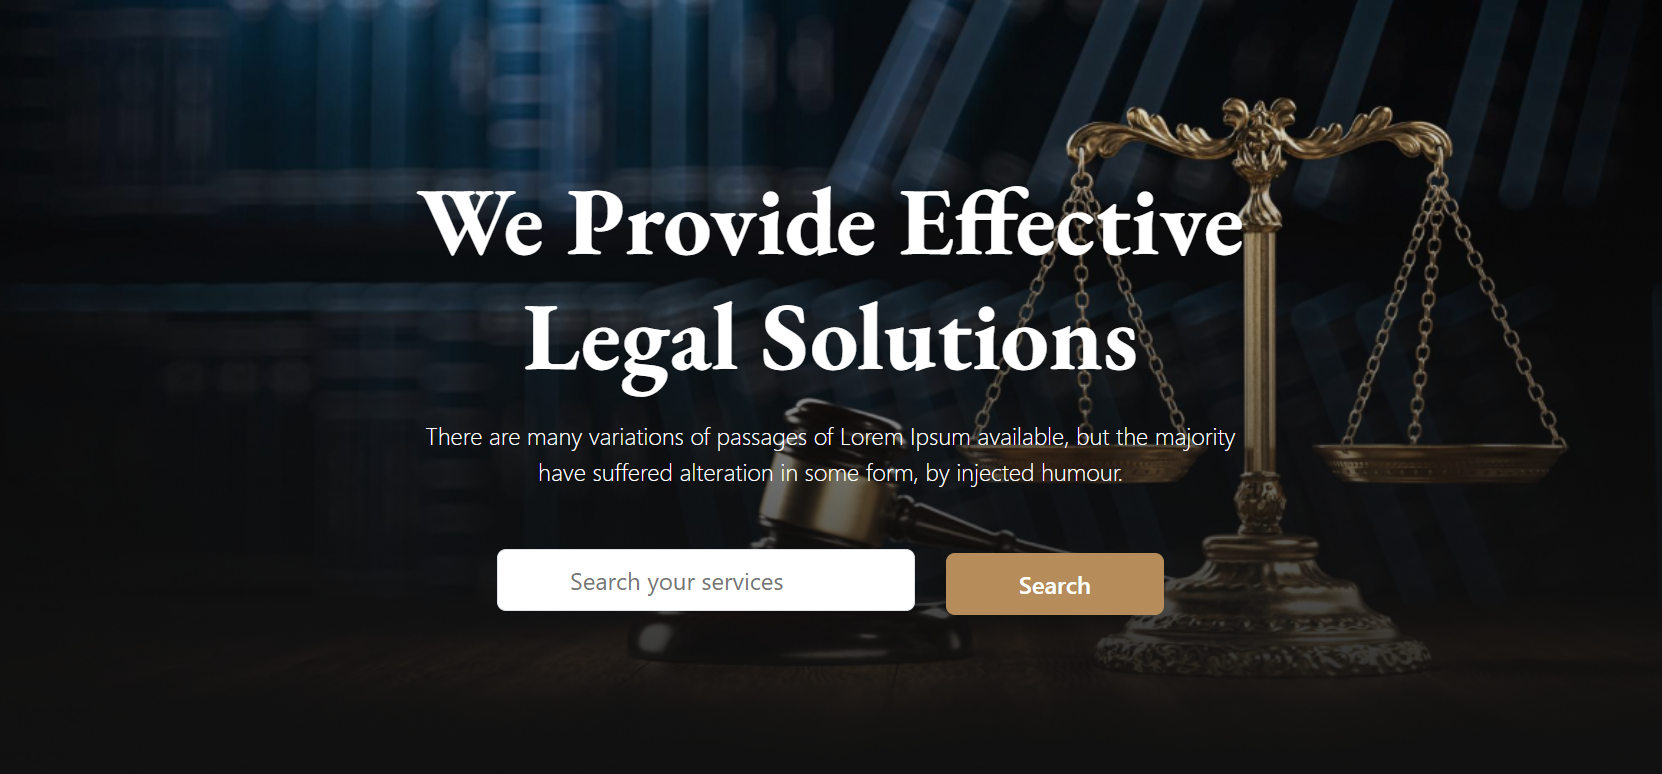 We Provide Effective
Legal Solutions
There are many variations of passages of Lorem Ipsum available, but the majority
have suffered alteration in some form, by injected humour.
Search your services
Search